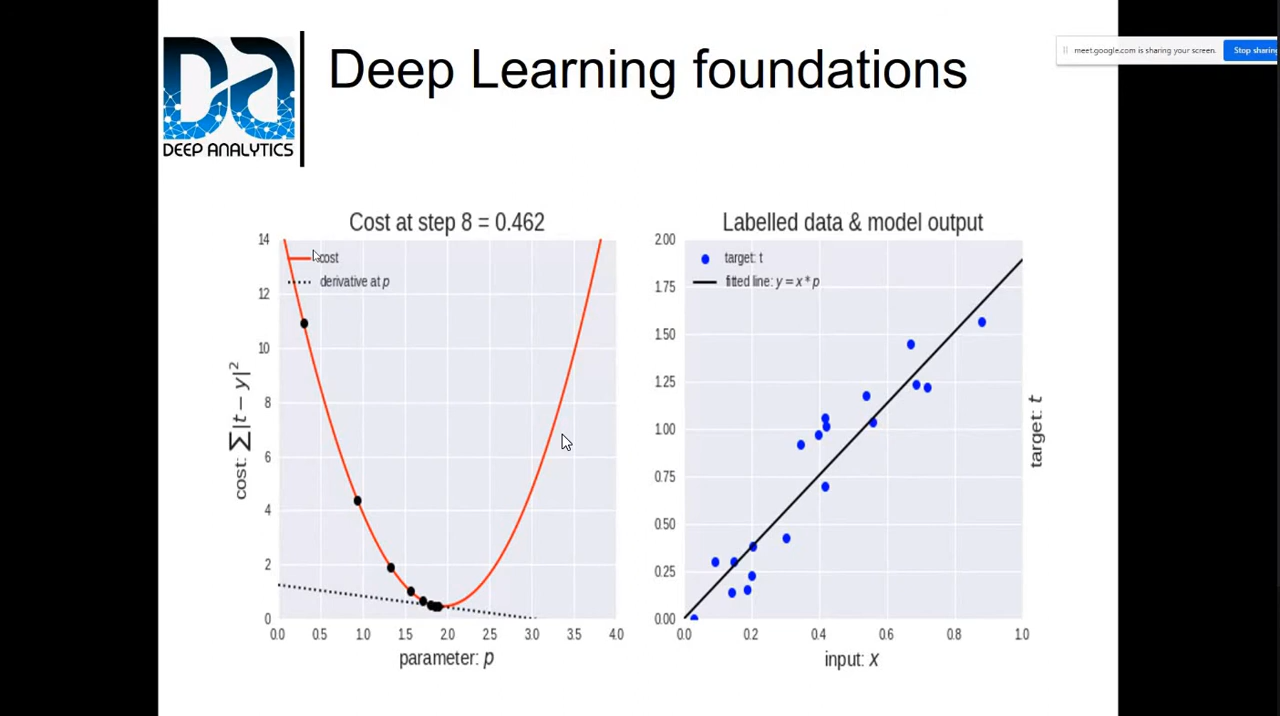 Deep Learning foundations
meet.google.com is sharing your screen.
Stop sharing
DA
DEEP ANALYTICS
Cost at step 8 = 0.462
cost
derivative at p
14
12
10
8
6
4
2
0
cost: ∑|t − y|²
0.0 0.5 1.0 1.5 2.0 2.5 3.0 3.5 4.0
parameter: p
Labelled data & model output
target: t
fitted line: y = x * p
2.00
1.75
1.50
1.25
1.00
0.75
0.50
0.25
0.00
0.0 0.2 0.4 0.6 0.8 1.0
input: x
target: t